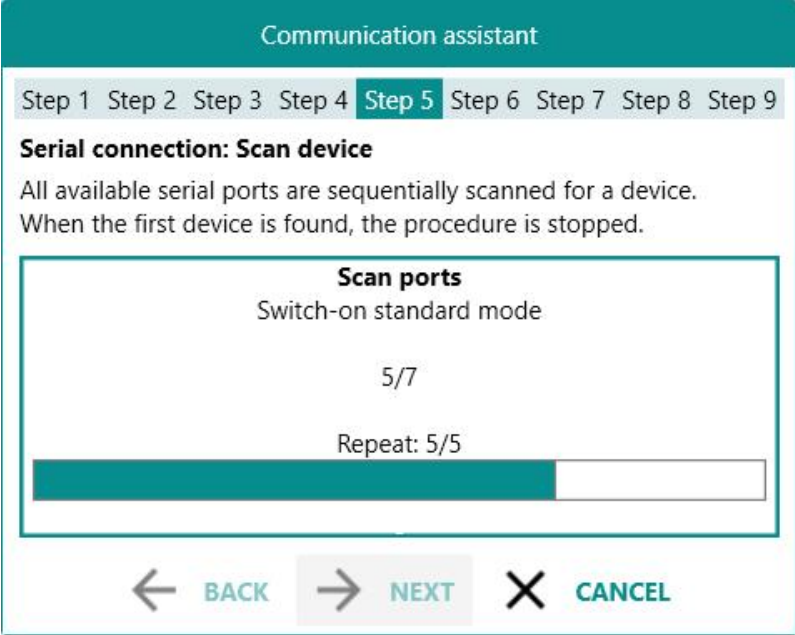 Communication assistant
Step 1 Step 2 Step 3 Step 4 Step 5 Step 6 Step 7 Step 8 Step 9
Serial connection: Scan device
All available serial ports are sequentially scanned for a device.
When the first device is found, the procedure is stopped.
Scan ports
Switch-on standard mode
5/7
Repeat: 5/5
BACK NEXT CANCEL